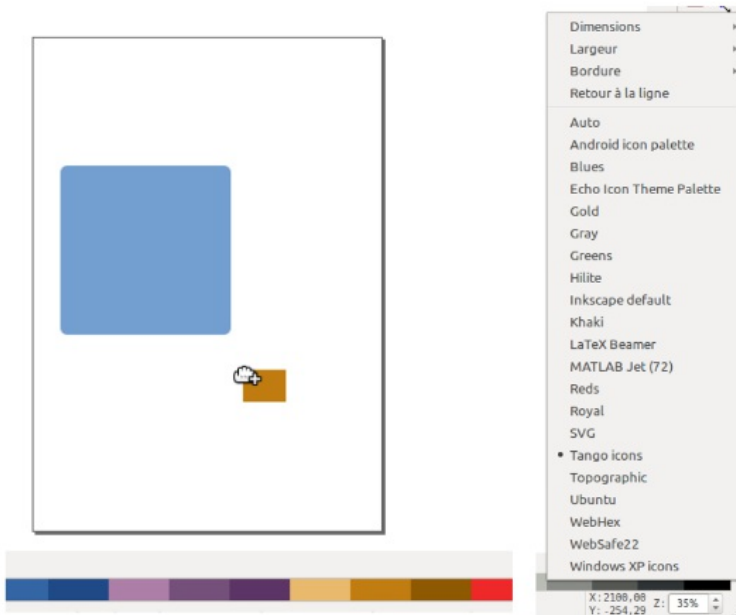 Dimensions
Largeur
Bordure
Retour à la ligne
Auto
Android icon palette
Blues
Echo Icon Theme Palette
Gold
Gray
Greens
Hilite
Inkscape default
Khaki
LaTeX Beamer
MATLAB Jet (72)
Reds
Royal
SVG
Tango icons
Topographic
Ubuntu
WebHex
WebSafe22
Windows XP icons
X: 2100,00
Y: -254,29
Z: 35%